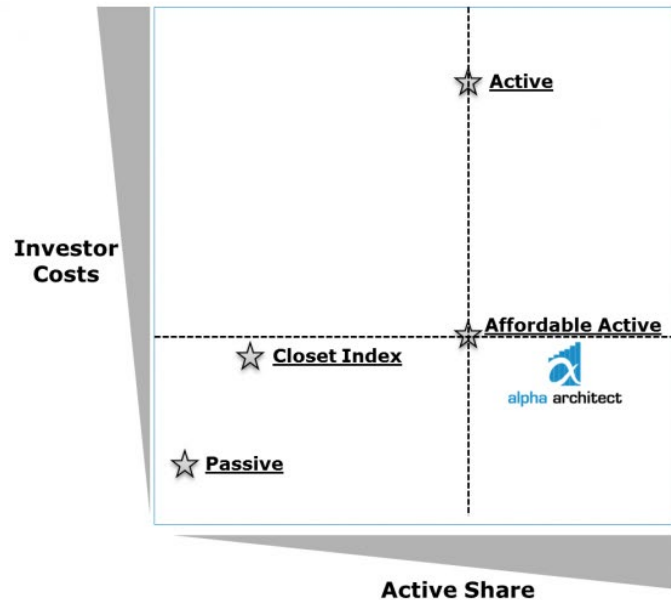 Active
Investor
Costs
Affordable Active
Closet Index
alpha architect
Passive
Active Share